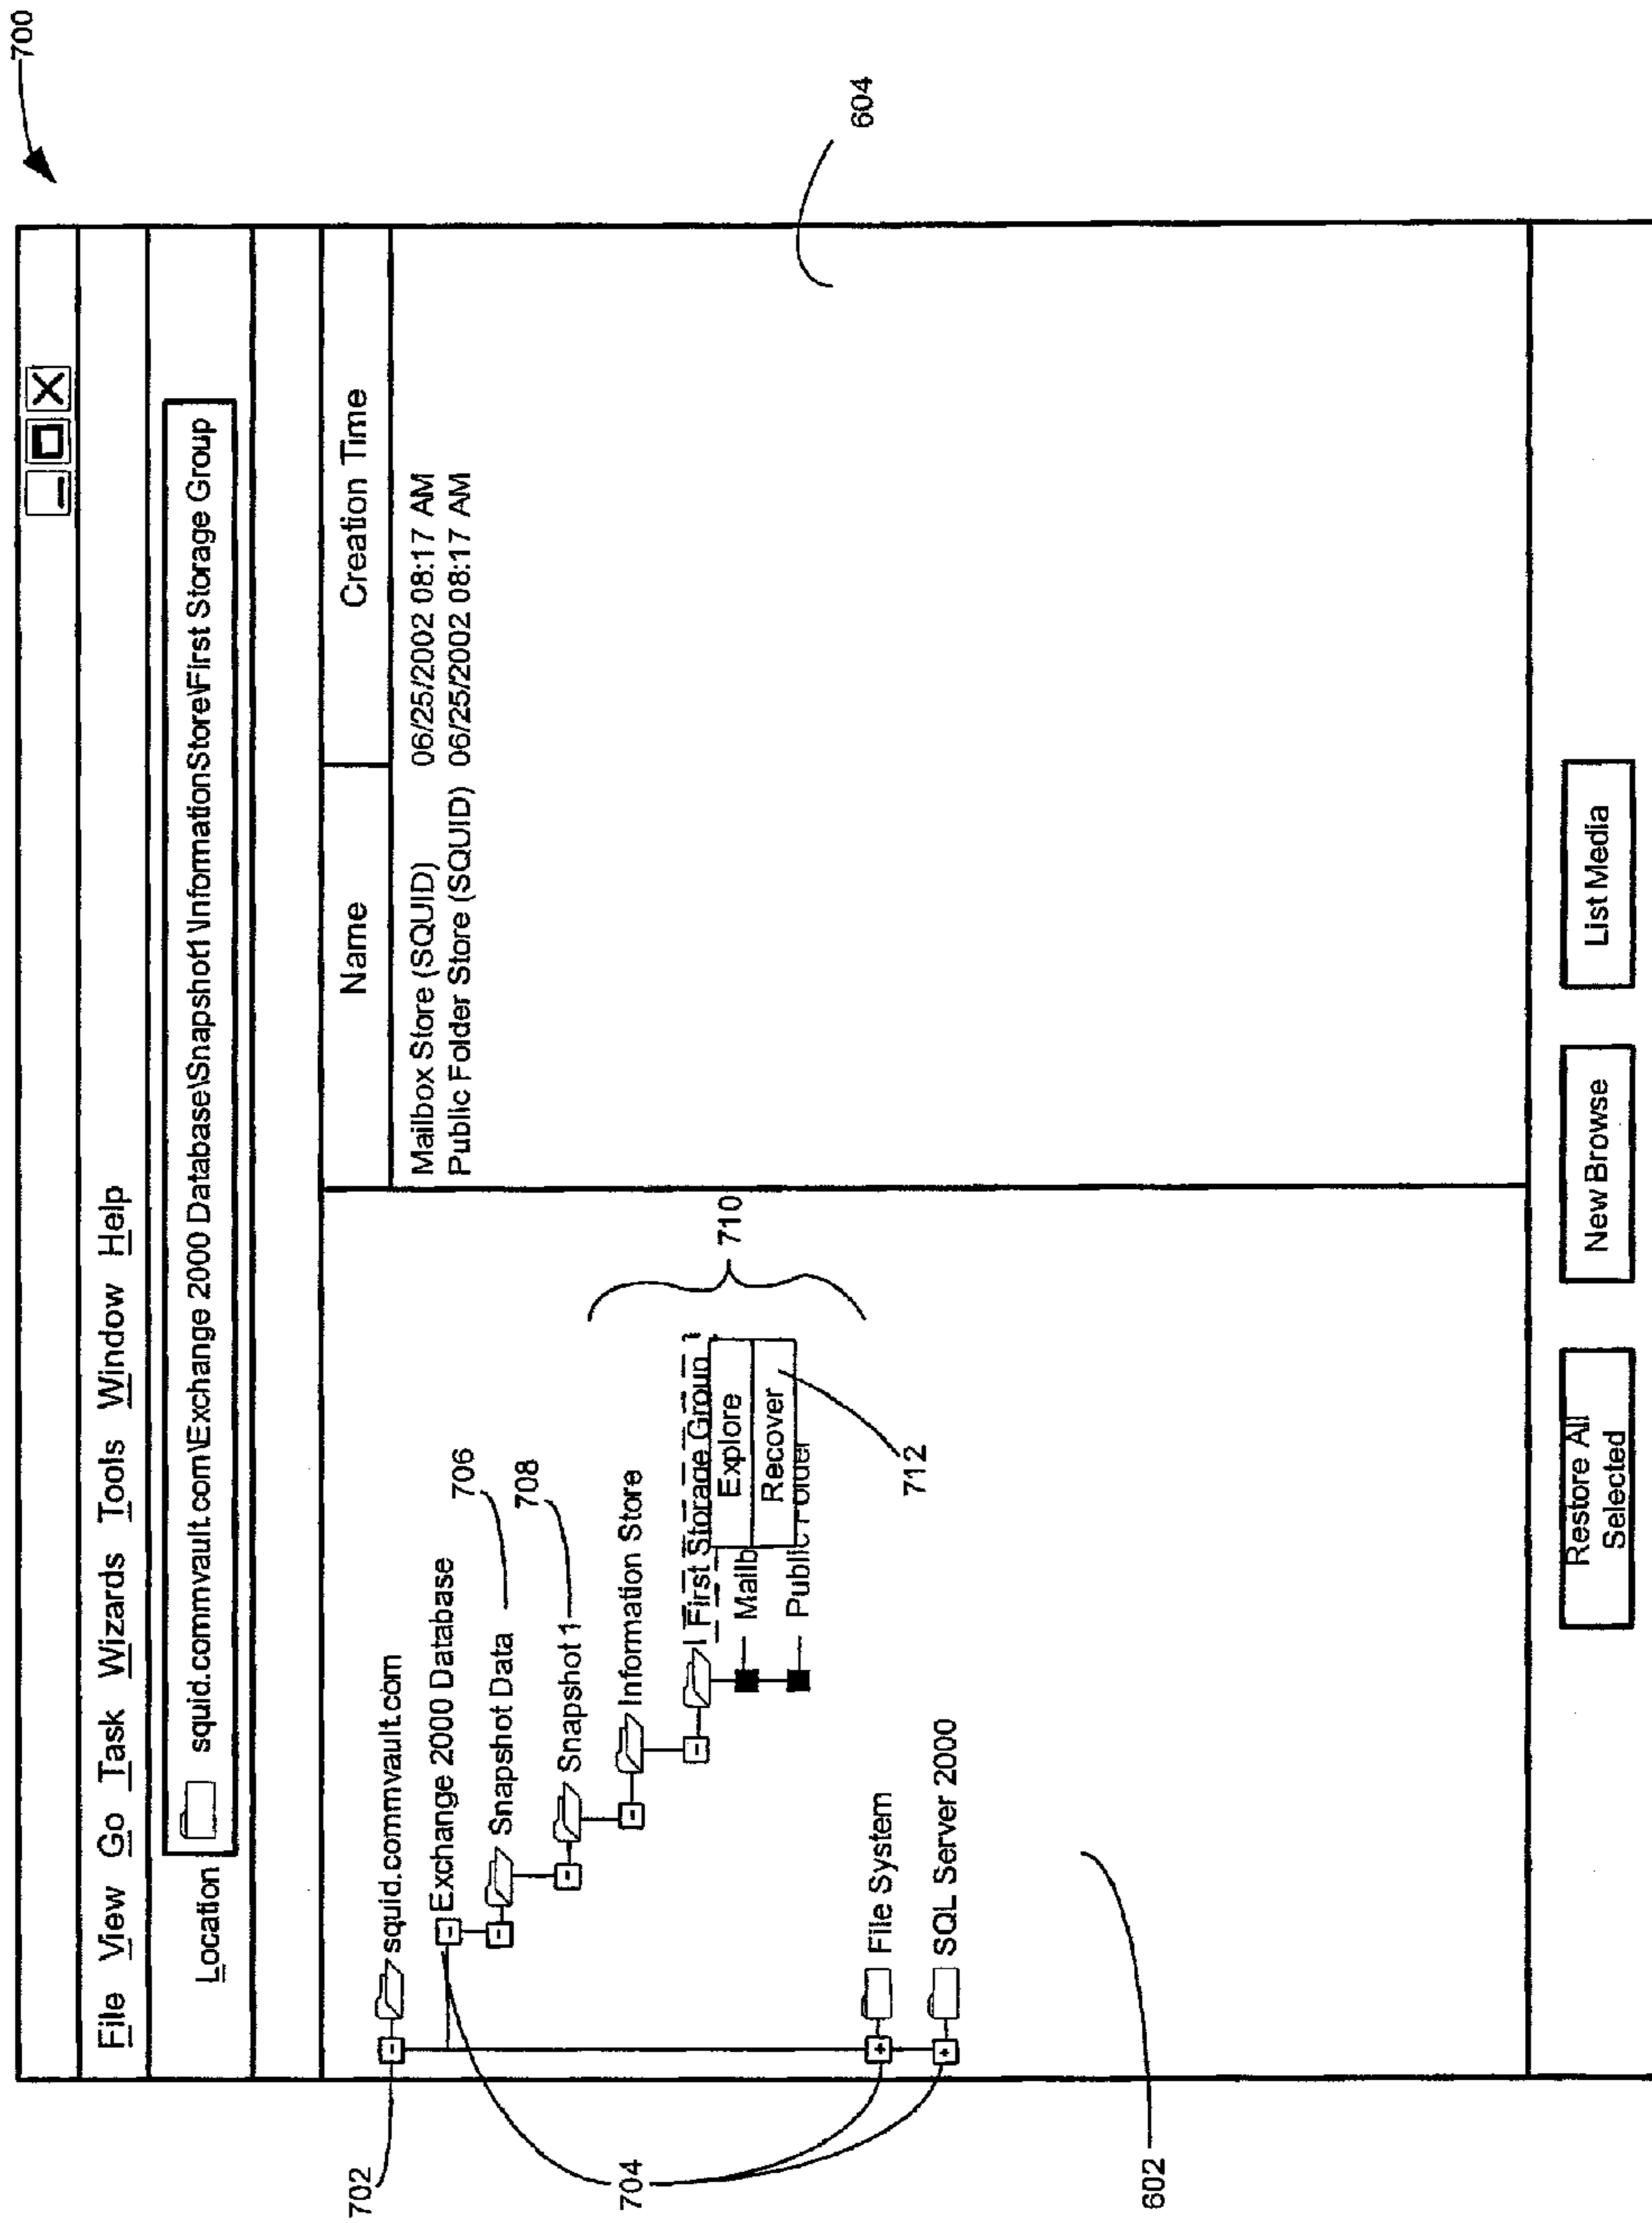 700
File View Go Task Wizards Tools Window Help
Location squid.commvault.com\Exchange 2000 Database\Snapshot1\InformationStore\First Storage Group
Name Creation Time
Mailbox Store (SQUID) 06/25/2002 08:17 AM
Public Folder Store (SQUID) 06/25/2002 08:17 AM
604
702
squid.commvault.com
Exchange 2000 Database
Snapshot Data
706
Snapshot 1
708
Information Store
First Storage Group
Mailb
Explore
Recover
Public Folder
710
712
704
File System
SQL Server 2000
602
Restore All
Selected
New Browse
List Media